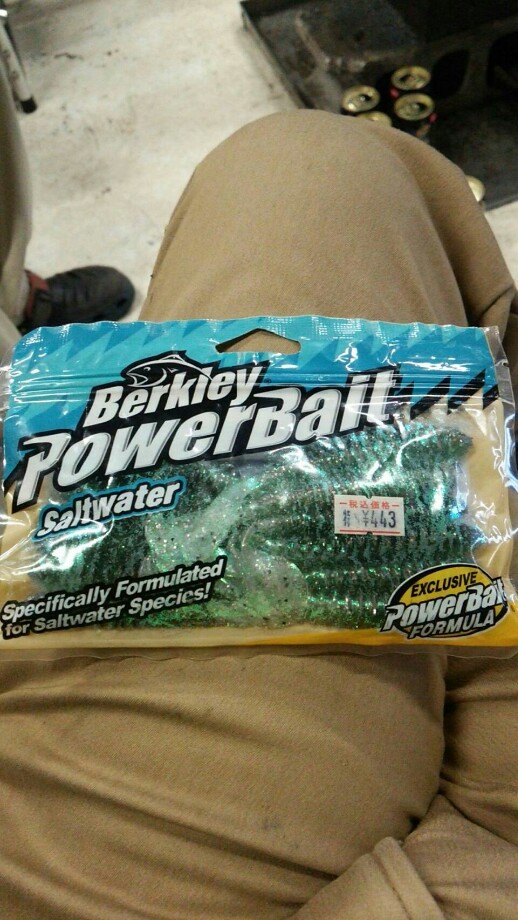 Berkley
PowerBait
Saltwater
税込価格
¥443
Specifically Formulated
for Saltwater Species!
EXCLUSIVE
PowerBait
FORMULA